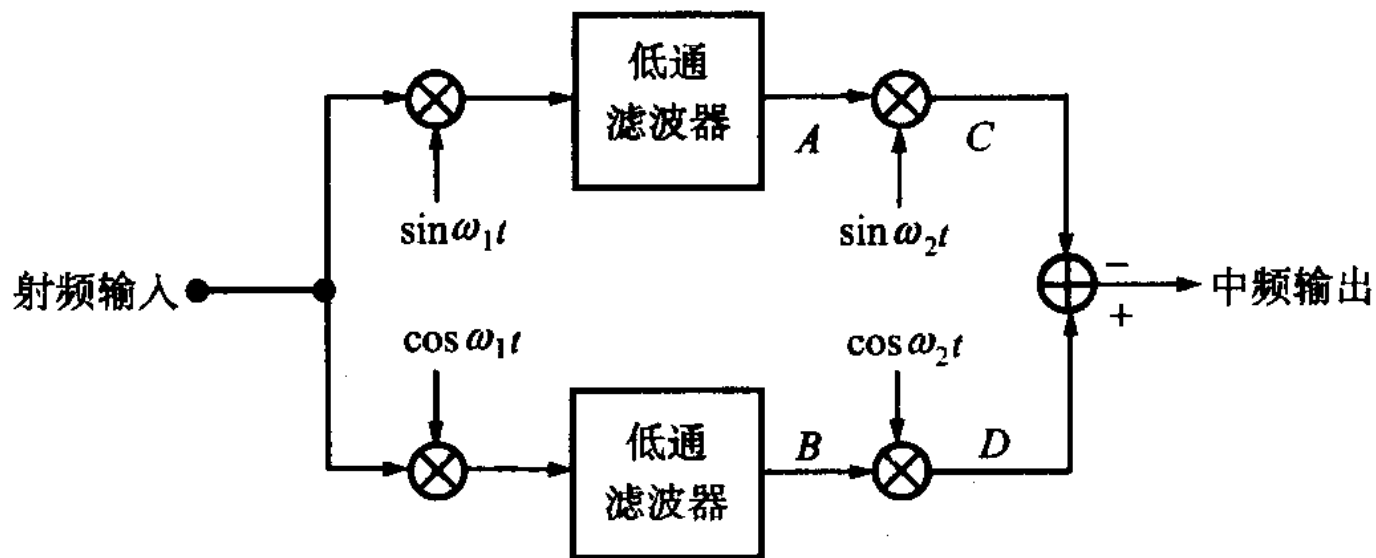 低通
滤波器
A
C
sinω₁t
sinω₂t
射频输入
−
+
中频输出
cosω₁t
cosω₂t
低通
滤波器
B
D